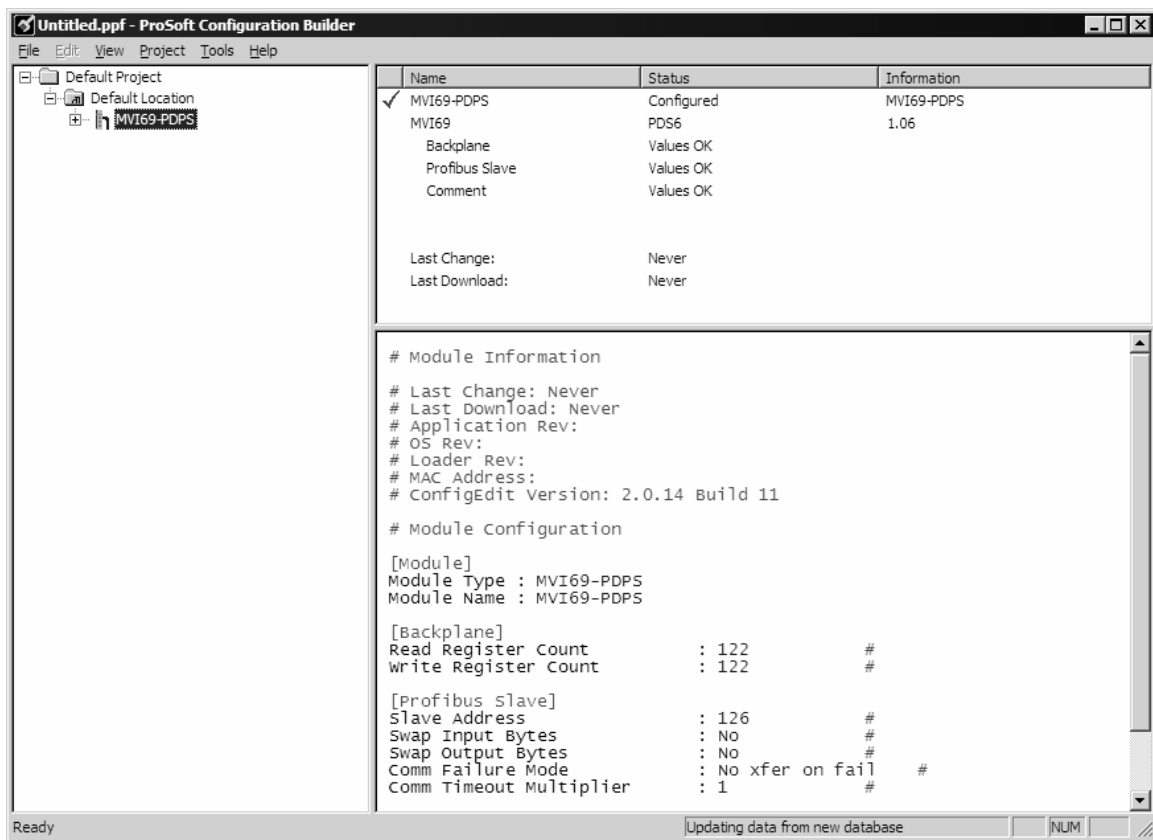 Untitled.ppf - ProSoft Configuration Builder
File Edit View Project Tools Help
Default Project
Default Location
MVI69-PDPS
Name Status Information
MVI69-PDPS Configured MVI69-PDPS
MVI69 PDS6 1.06
Backplane Values OK
Profibus Slave Values OK
Comment Values OK
Last Change: Never
Last Download: Never
# Module Information
# Last Change: Never
# Last Download: Never
# Application Rev:
# OS Rev:
# Loader Rev:
# MAC Address:
# ConfigEdit Version: 2.0.14 Build 11
# Module Configuration
[Module]
Module Type : MVI69-PDPS
Module Name : MVI69-PDPS
[Backplane]
Read Register Count : 122 #
Write Register Count : 122 #
[Profibus Slave]
Slave Address : 126 #
Swap Input Bytes : No #
Swap Output Bytes : No #
Comm Failure Mode : No xfer on fail #
Comm Timeout Multiplier : 1 #
Ready Updating data from new database NUM